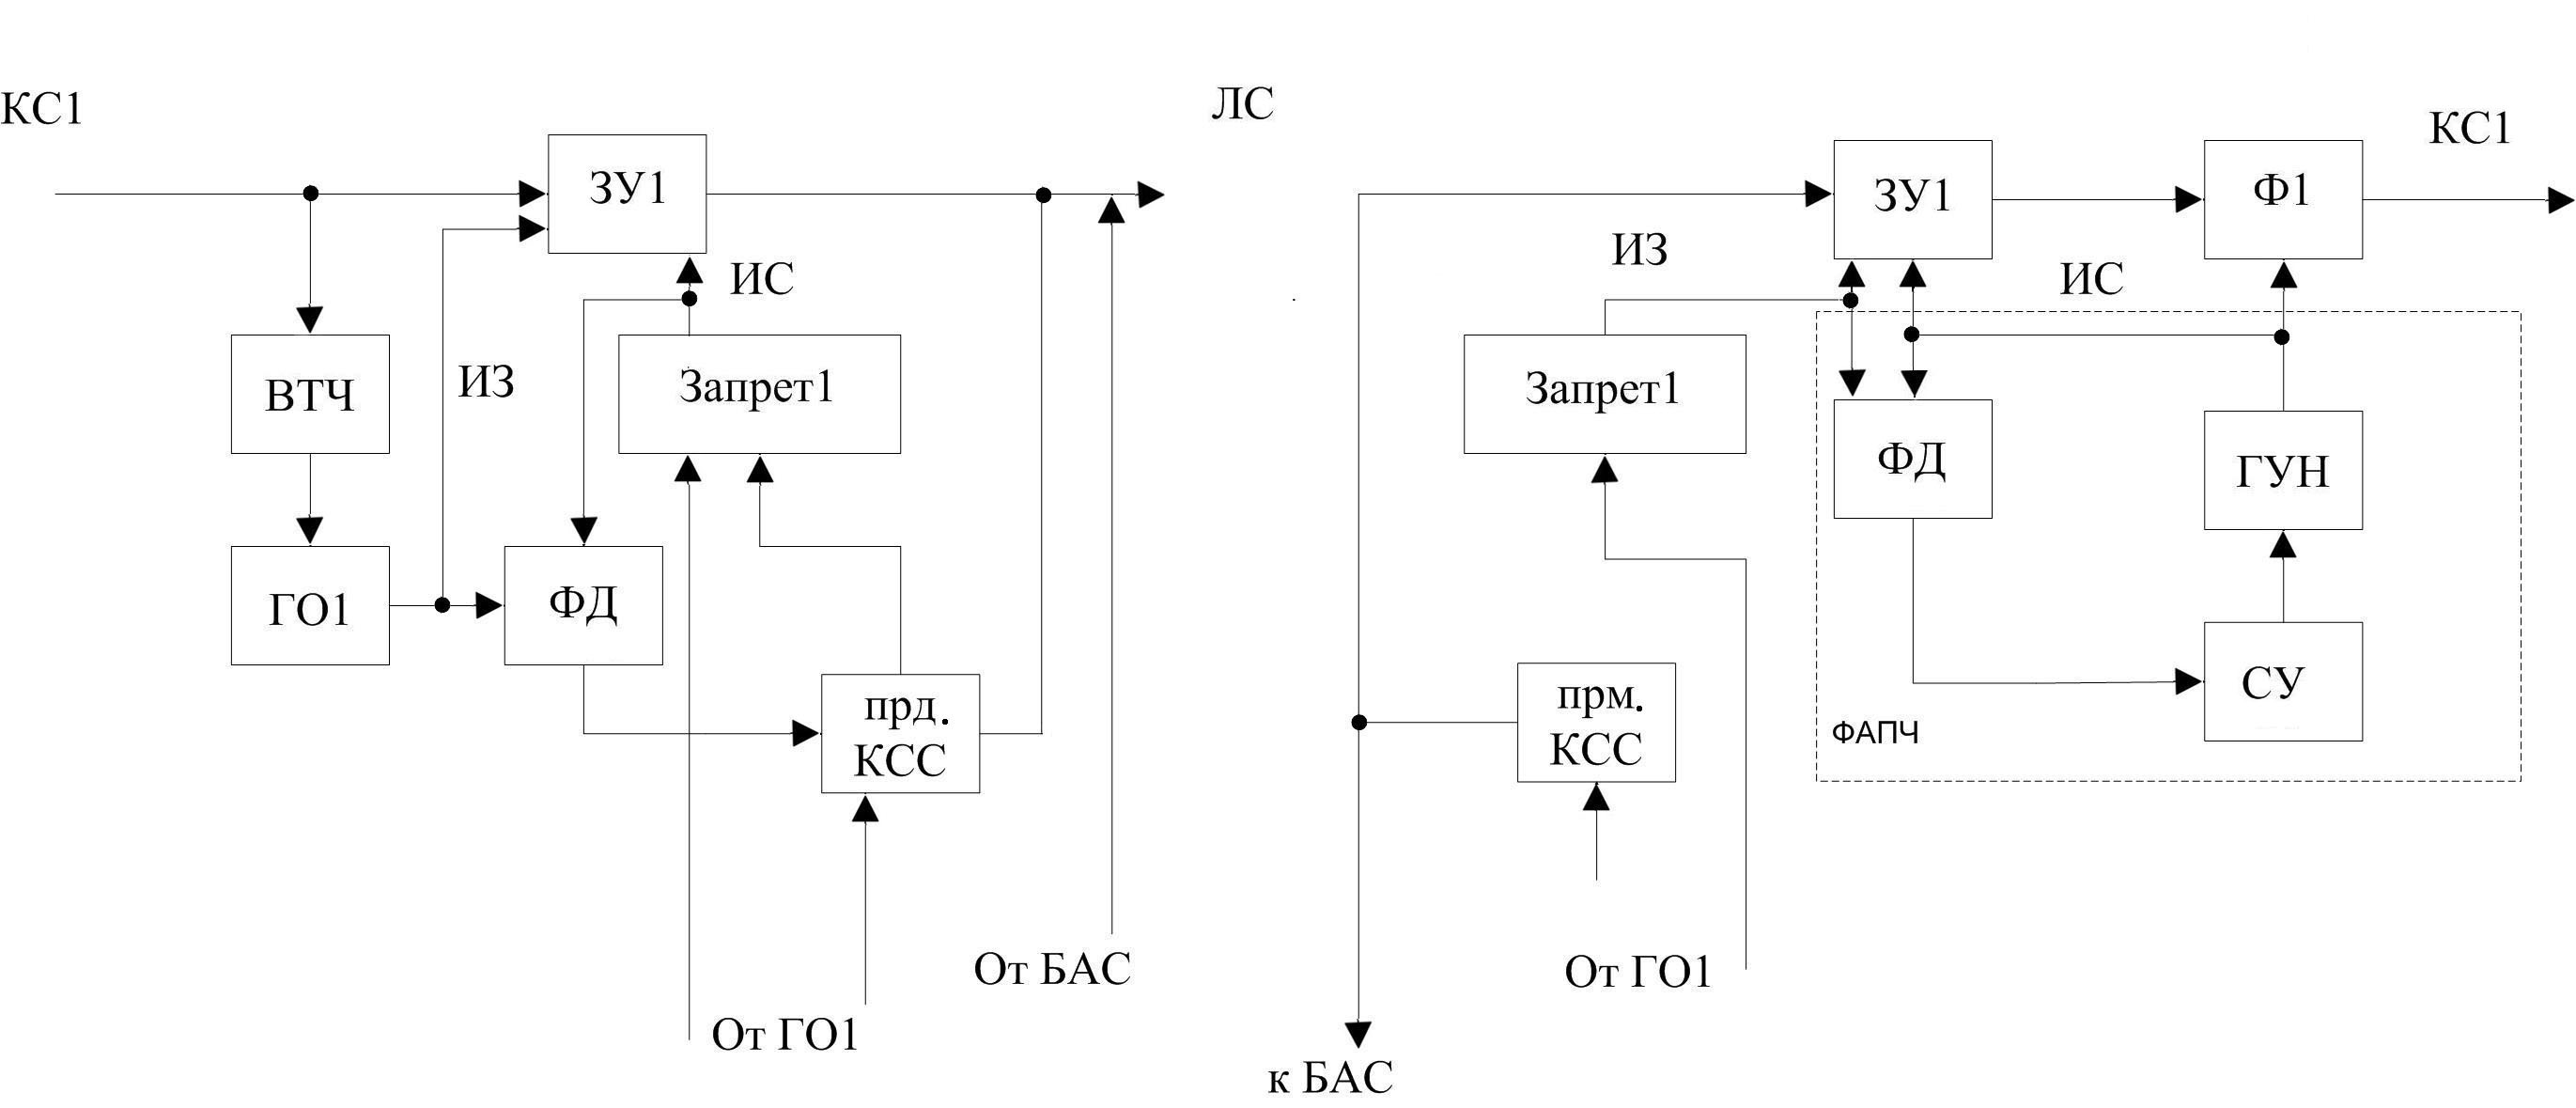 КС1
ЗУ1
ЛС
ИС
ВТЧ
ИЗ
Запрет1
ГО1
ФД
прд.
КСС
От БАС
От ГО1
КС1
ЗУ1
Ф1
ИЗ
ИС
Запрет1
ФД
ГУН
прм.
КСС
СУ
ФАПЧ
От ГО1
к БАС